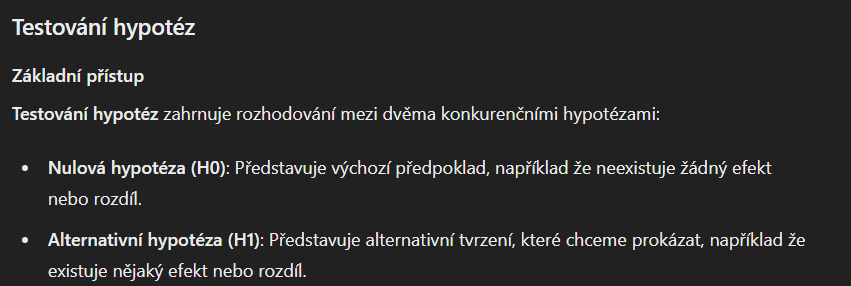 Testování hypotéz
Základní přístup
Testování hypotéz zahrnuje rozhodování mezi dvěma konkurenčními hypotézami:
• Nulová hypotéza (H0): Představuje výchozí předpoklad, například že neexistuje žádný efekt
nebo rozdíl.
• Alternativní hypotéza (H1): Představuje alternativní tvrzení, které chceme prokázat, například že
existuje nějaký efekt nebo rozdíl.